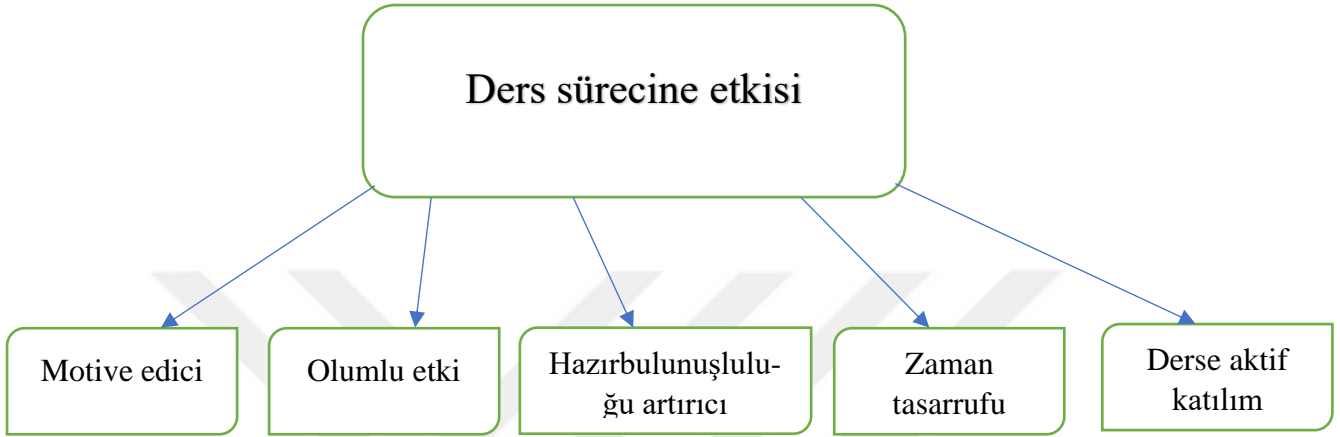 Ders sürecine etkisi
Motive edici
Olumlu etki
Hazırbulunuşlulu-
ğu artırıcı
Zaman
tasarrufu
Derse aktif
katılım